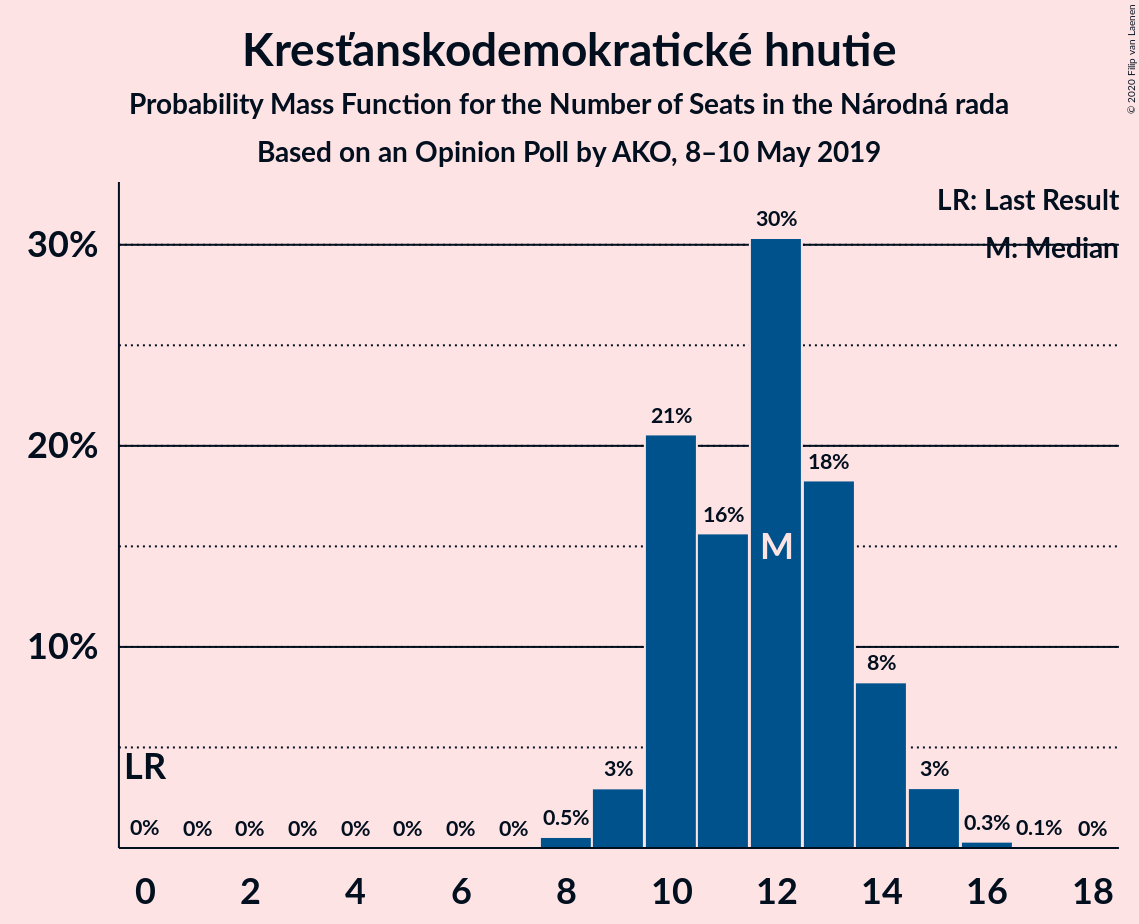 Kresťanskodemokratické hnutie
Probability Mass Function for the Number of Seats in the Národná rada
Based on an Opinion Poll by AKO, 8–10 May 2019
© 2020 Filip van Laenen
LR: Last Result
M: Median
30%
20%
10%
30%
21%
18%
16%
M
8%
LR
3%
3%
0% 0% 0% 0% 0% 0% 0% 0% 0.5% 0.3% 0.1% 0%
0 2 4 6 8 10 12 14 16 18